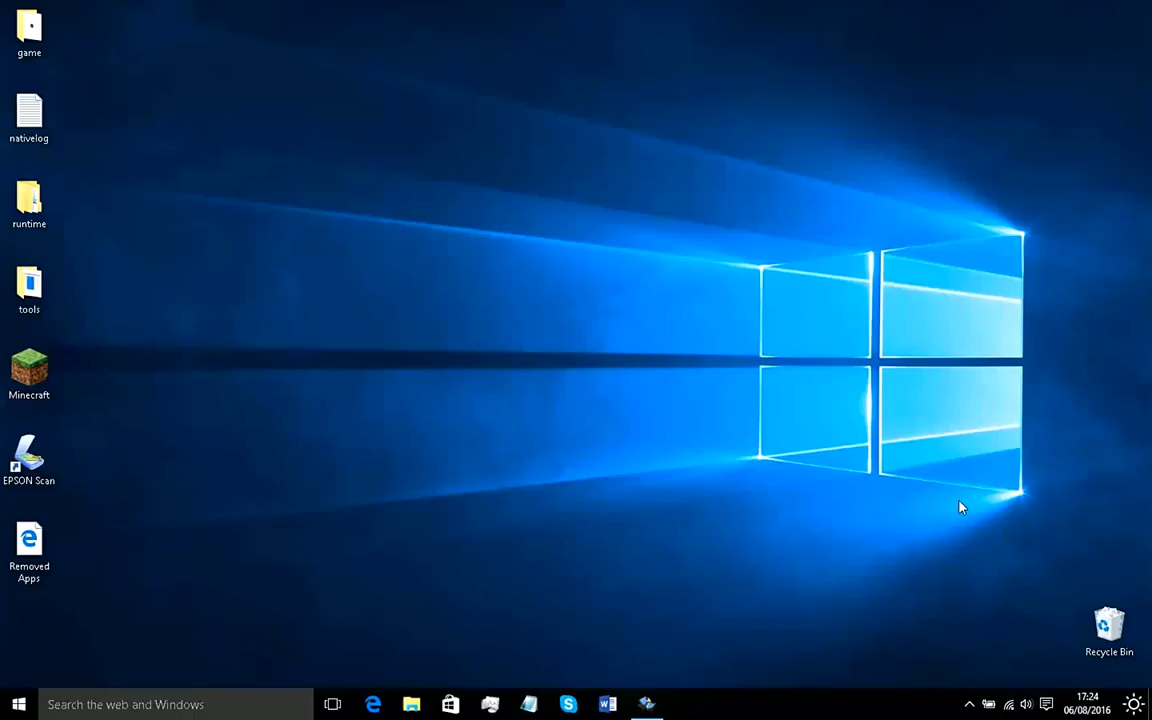 game
nativelog
runtime
tools
Minecraft
EPSON Scan
Removed
Apps
Recycle Bin
Search the web and Windows
17:24
06/08/2016